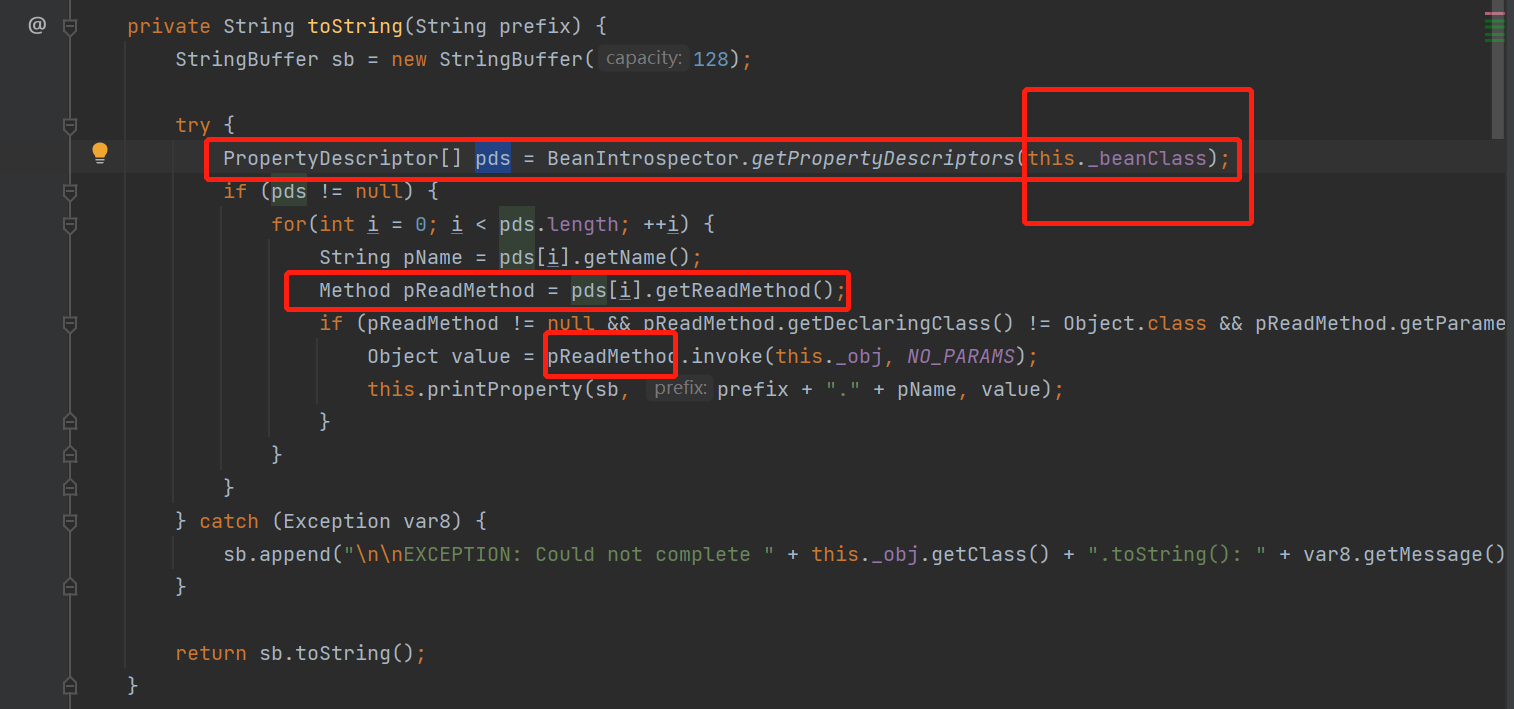 @ private String toString(String prefix) {
StringBuffer sb = new StringBuffer( capacity: 128);
try {
PropertyDescriptor[] pds = BeanIntrospector.getPropertyDescriptors(this._beanClass);
if (pds != null) {
for(int i = 0; i < pds.length; ++i) {
String pName = pds[i].getName();
Method pReadMethod = pds[i].getReadMethod();
if (pReadMethod != null && pReadMethod.getDeclaringClass() != Object.class && pReadMethod.getParame
Object value = pReadMethod.invoke(this._obj, NO_PARAMS);
this.printProperty(sb, prefix: prefix + "." + pName, value);
}
}
}
} catch (Exception var8) {
sb.append("\n\nEXCEPTION: Could not complete " + this._obj.getClass() + ".toString(): " + var8.getMessage()
}
return sb.toString();
}